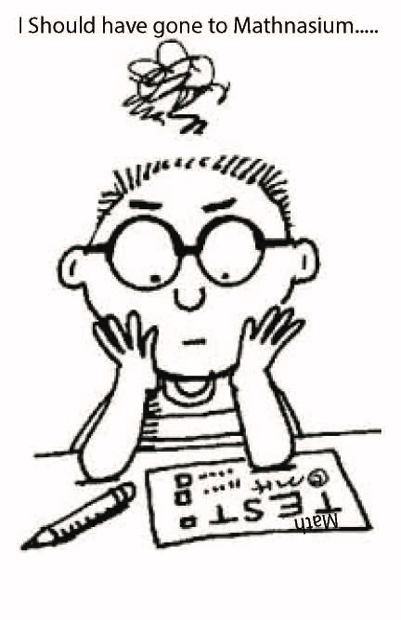 I Should have gone to Mathnasium.....
Math
TEST